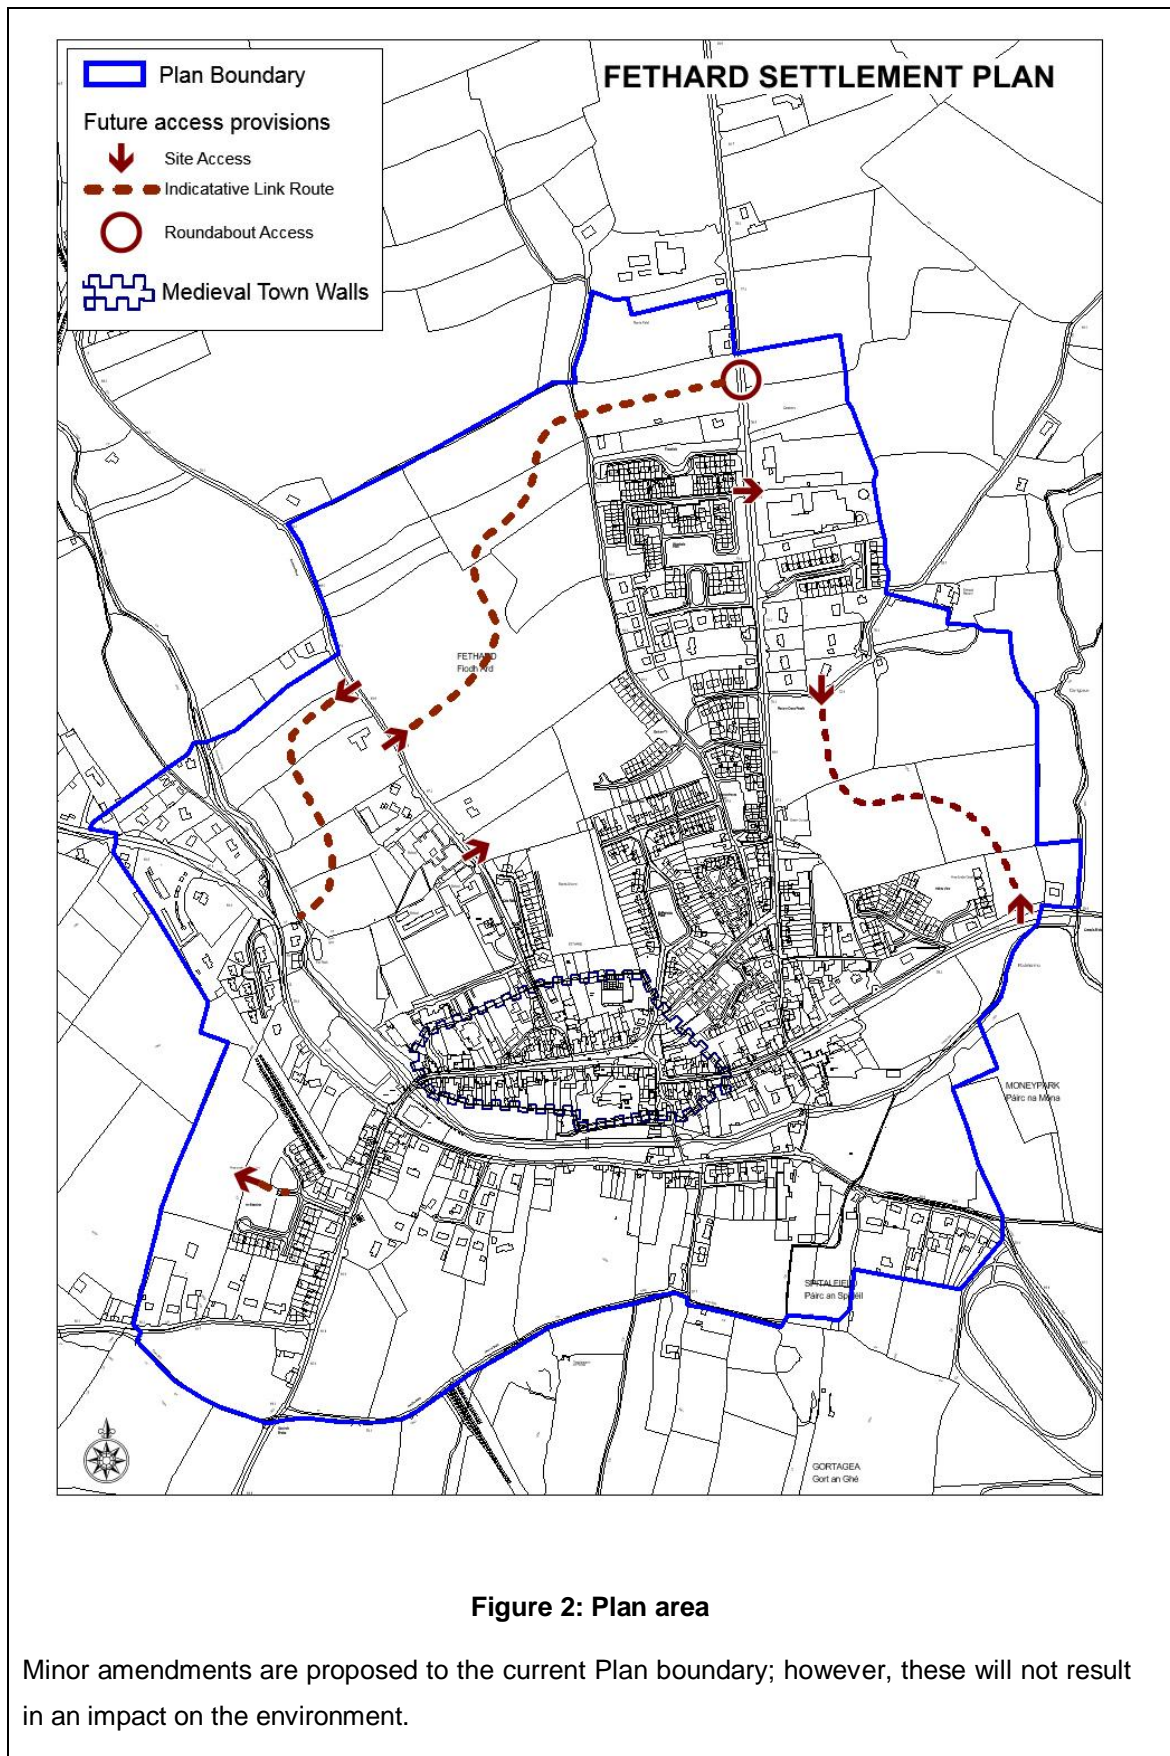 FETHARD SETTLEMENT PLAN
Plan Boundary
Future access provisions
Site Access
Indicatative Link Route
Roundabout Access
Medieval Town Walls
FETHARD
Fiodh Ard
MONEYPARK
Páirc na Móna
SPITALFIELD
Páirc an Spidéil
GORTAGEA
Gort an Ghé
Figure 2: Plan area
Minor amendments are proposed to the current Plan boundary; however, these will not result
in an impact on the environment.